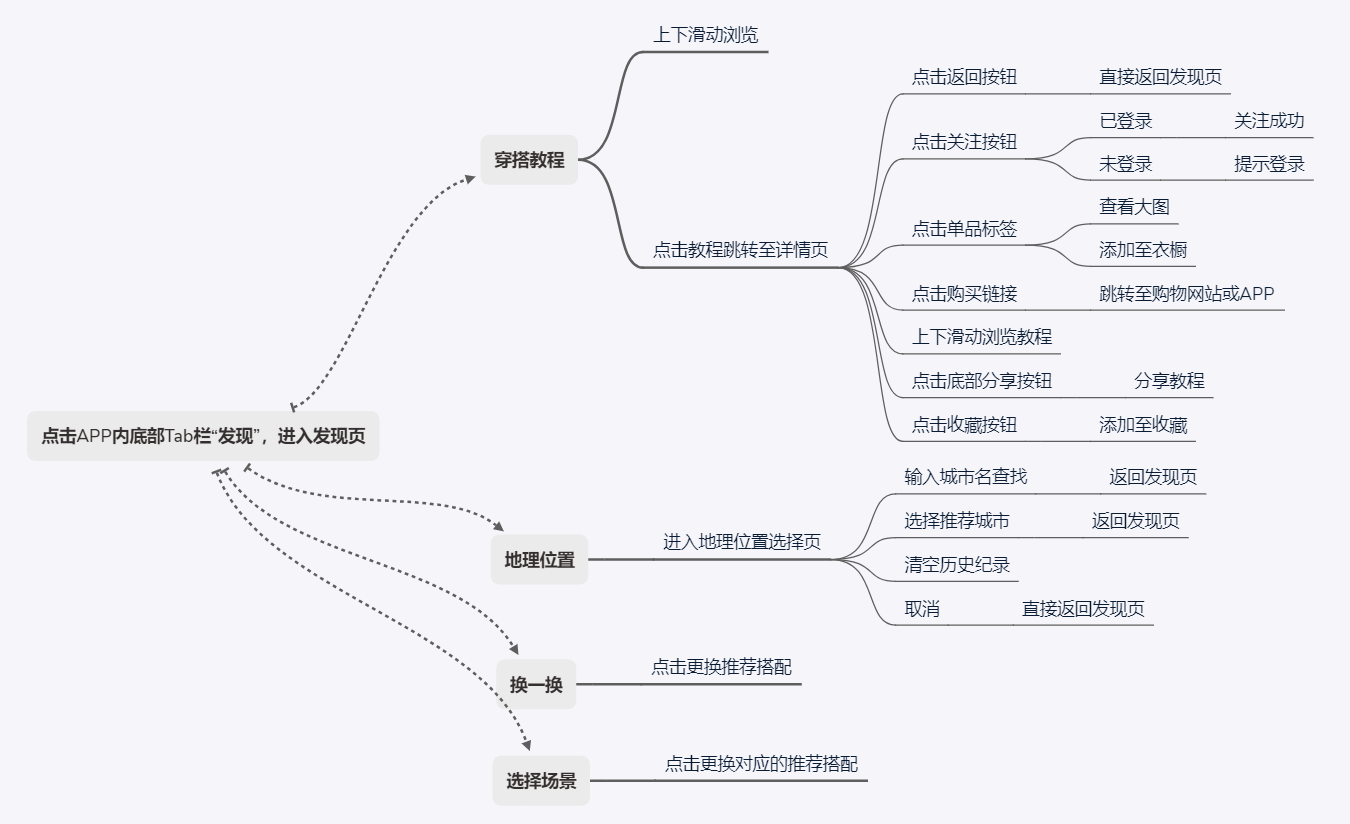 上下滑动浏览
点击返回按钮
直接返回发现页
已登录
关注成功
点击关注按钮
穿搭教程
未登录
提示登录
查看大图
点击单品标签
点击教程跳转至详情页
添加至衣橱
点击购买链接
跳转至购物网站或APP
上下滑动浏览教程
点击底部分享按钮
分享教程
点击收藏按钮
添加至收藏
点击APP内底部Tab栏“发现”，进入发现页
输入城市名查找
返回发现页
选择推荐城市
返回发现页
地理位置
进入地理位置选择页
清空历史纪录
取消
直接返回发现页
换一换
点击更换推荐搭配
选择场景
点击更换对应的推荐搭配